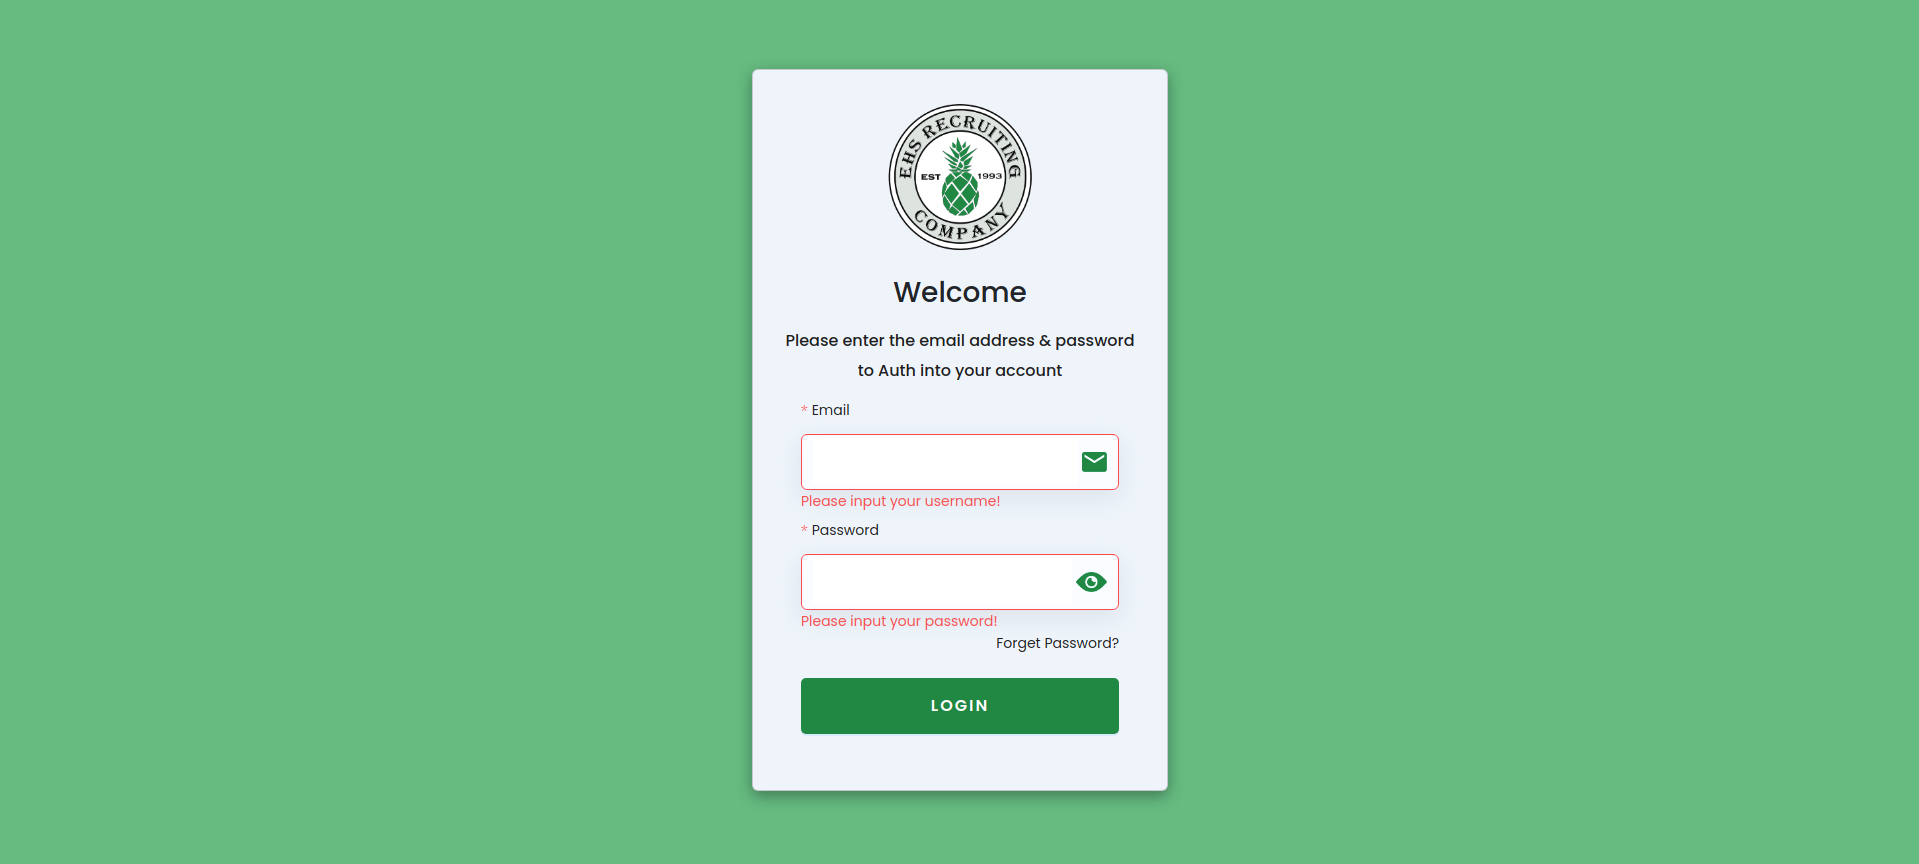 EHS RECRUITING
EST 1993
COMPANY
Welcome
Please enter the email address & password
to Auth into your account
* Email
Please input your username!
* Password
Please input your password!
Forget Password?
LOGIN